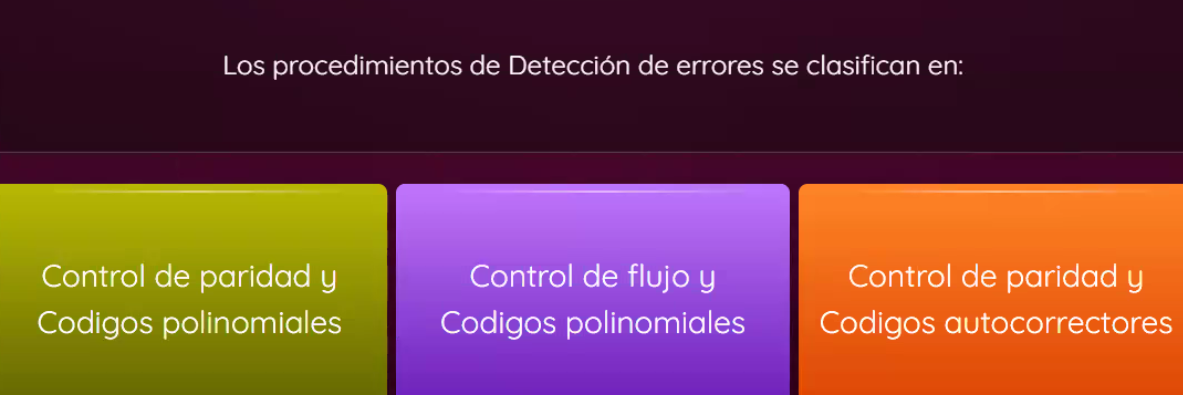 Los procedimientos de Detección de errores se clasifican en:
Control de paridad y
Codigos polinomiales
Control de flujo y
Codigos polinomiales
Control de paridad y
Codigos autocorrectores